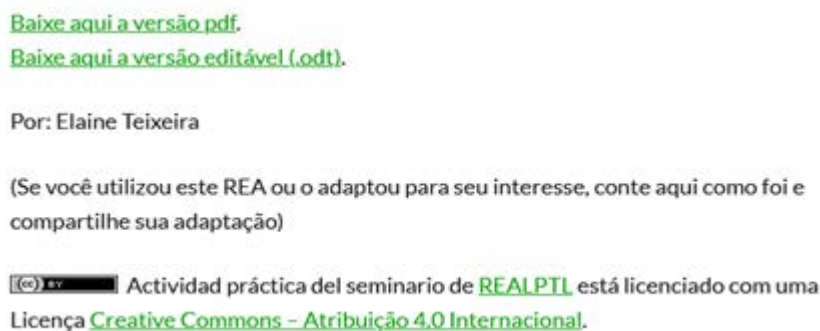 Baixe aqui a versão pdf.
Baixe aqui a versão editável (.odt).
Por: Elaine Teixeira
(Se você utilizou este REA ou o adaptou para seu interesse, conte aqui como foi e
compartilhe sua adaptação)
(cc) BY Actividad práctica del seminario de REALPTL está licenciado com uma
Licença Creative Commons – Atribuição 4.0 Internacional.